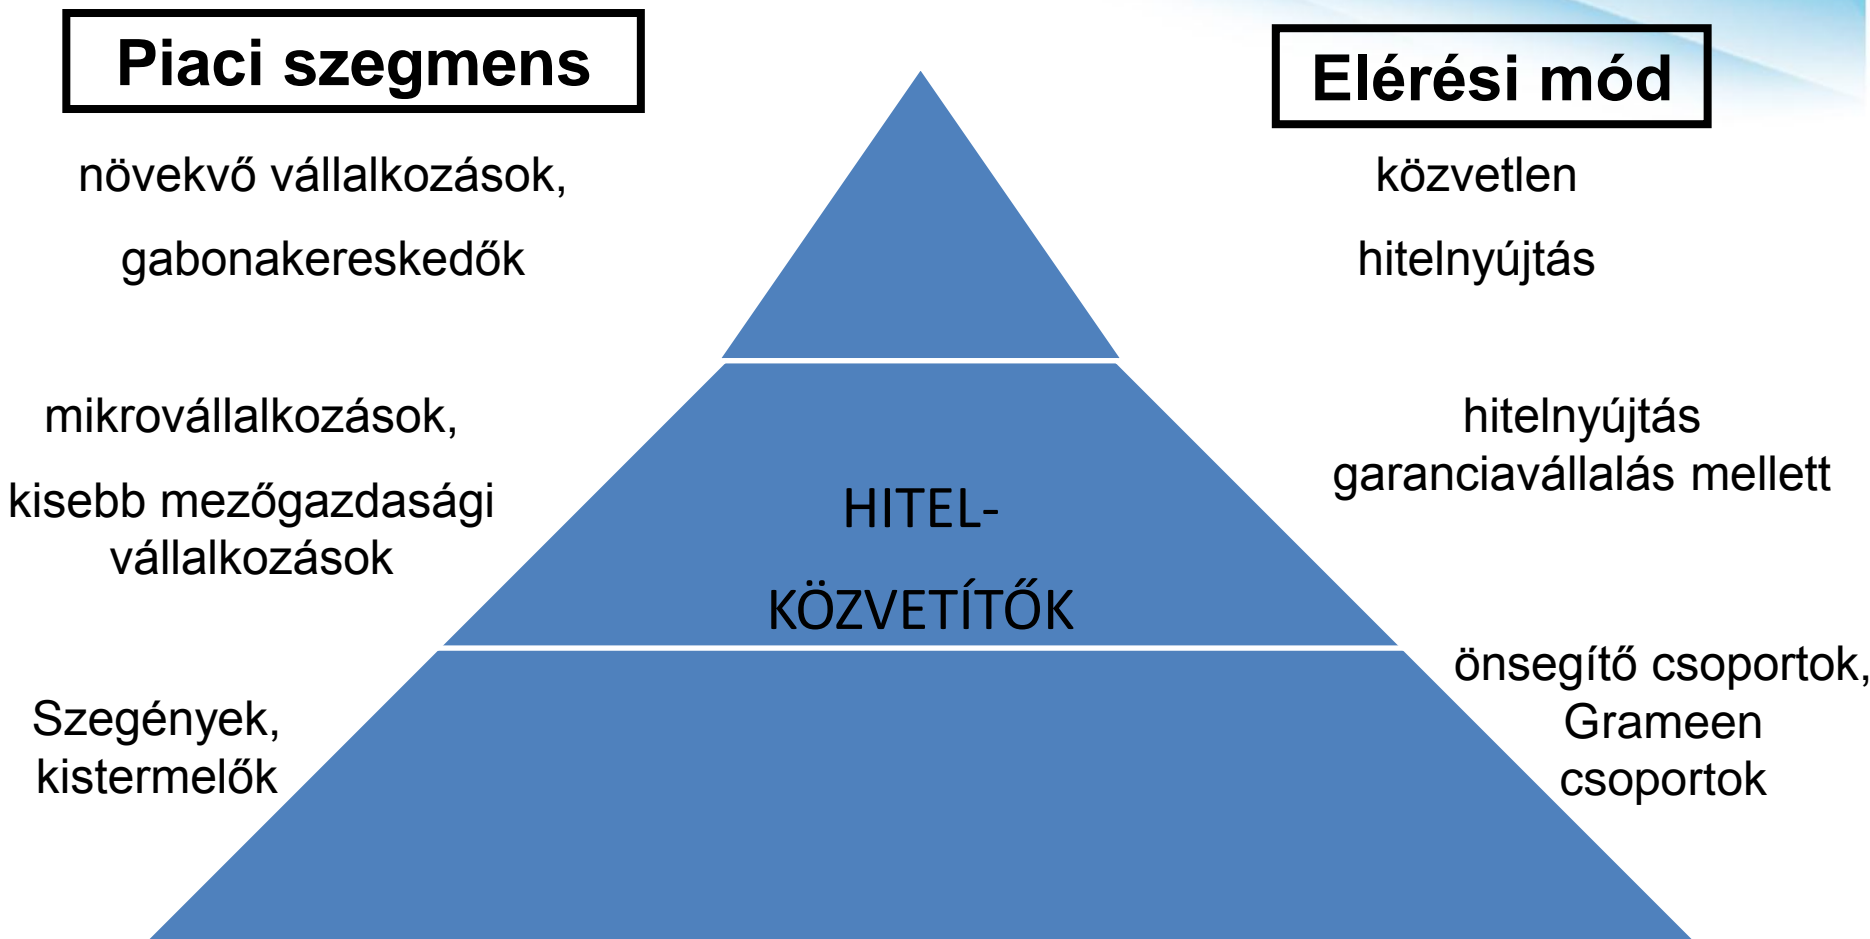 Piaci szegmens
Elérési mód
növekvő vállalkozások,
gabonakereskedők
közvetlen
hitelnyújtás
mikrovállalkozások,
kisebb mezőgazdasági
vállalkozások
HITEL-
KÖZVETÍTŐK
hitelnyújtás
garanciavállalás mellett
Szegények,
kistermelők
önsegítő csoportok,
Grameen
csoportok